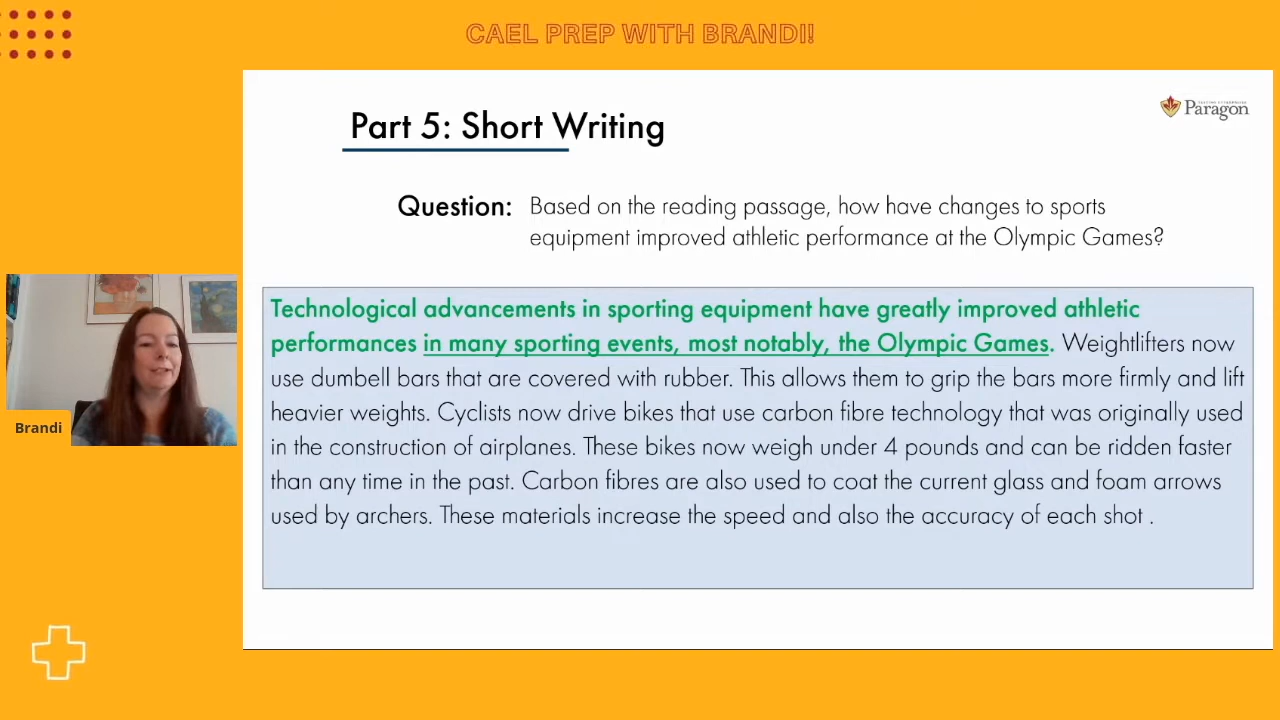 CAEL PREP WITH BRANDI!
Paragon
Part 5: Short Writing
Question: Based on the reading passage, how have changes to sports
equipment improved athletic performance at the Olympic Games?
Technological advancements in sporting equipment have greatly improved athletic
performances in many sporting events, most notably, the Olympic Games. Weightlifters now
use dumbell bars that are covered with rubber. This allows them to grip the bars more firmly and lift
heavier weights. Cyclists now drive bikes that use carbon fibre technology that was originally used
in the construction of airplanes. These bikes now weigh under 4 pounds and can be ridden faster
than any time in the past. Carbon fibres are also used to coat the current glass and foam arrows
used by archers. These materials increase the speed and also the accuracy of each shot .
Brandi